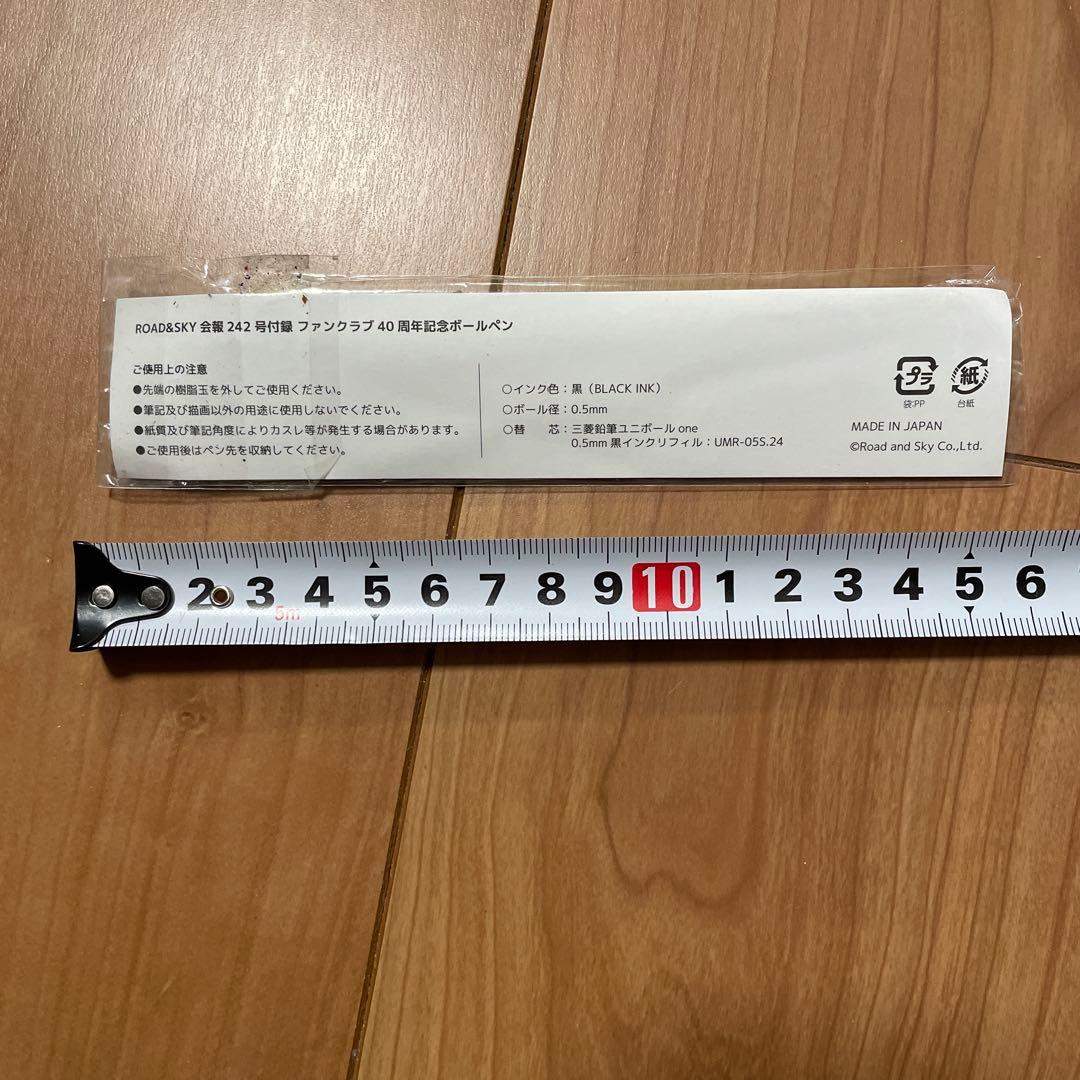 ROAD&SKY 会報 242 号付録 ファンクラブ 40 周年記念ボールペン
ご使用上の注意
●先端の樹脂玉を外してご使用ください。
●筆記及び描画以外の用途に使用しないでください。
●紙質及び筆記角度によりカスレ等が発生する場合があります。
●ご使用後はペン先を収納してください。
○インク色：黒（BLACK INK）
○ボール径：0.5mm
○替　芯：三菱鉛筆ユニボール one
0.5mm 黒インクリフィル：UMR-05S.24
プラ 紙
袋:PP 台紙
MADE IN JAPAN
©Road and Sky Co.,Ltd.
2 3 4 5 6 7 8 9 10 1 2 3 4 5 6
5m